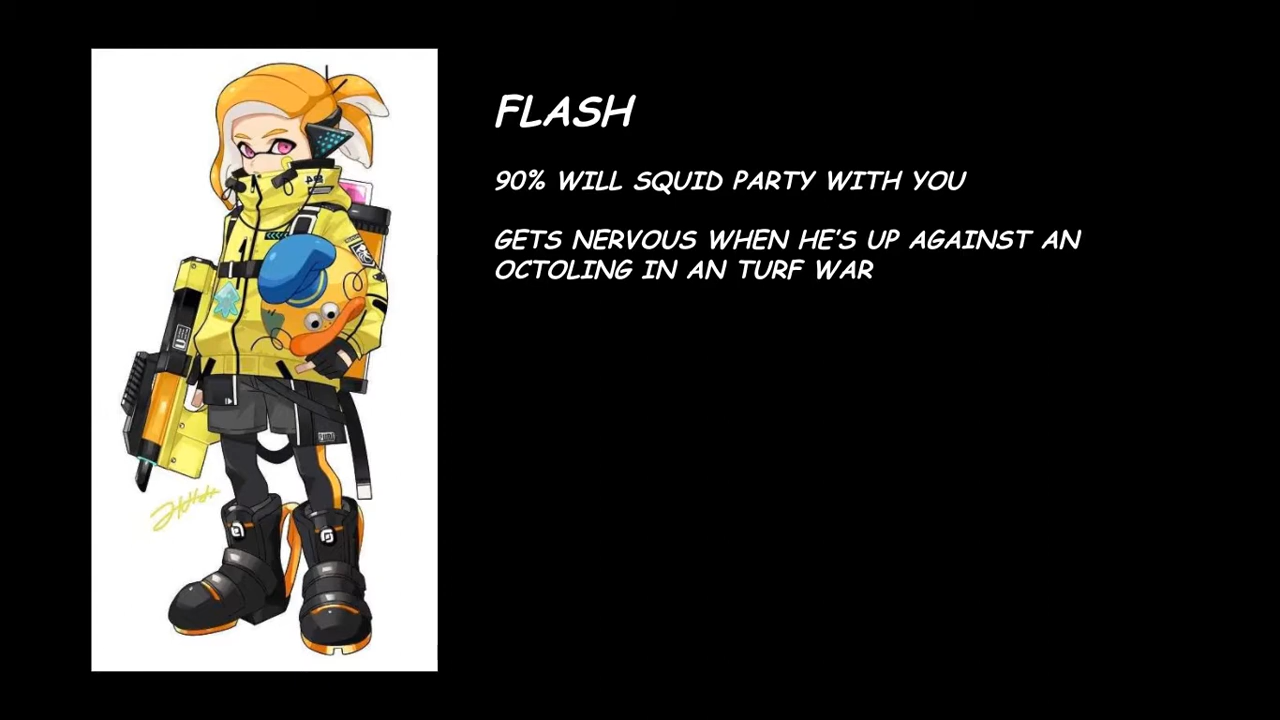 FLASH
90% WILL SQUID PARTY WITH YOU
GETS NERVOUS WHEN HE'S UP AGAINST AN
OCTOLING IN AN TURF WAR